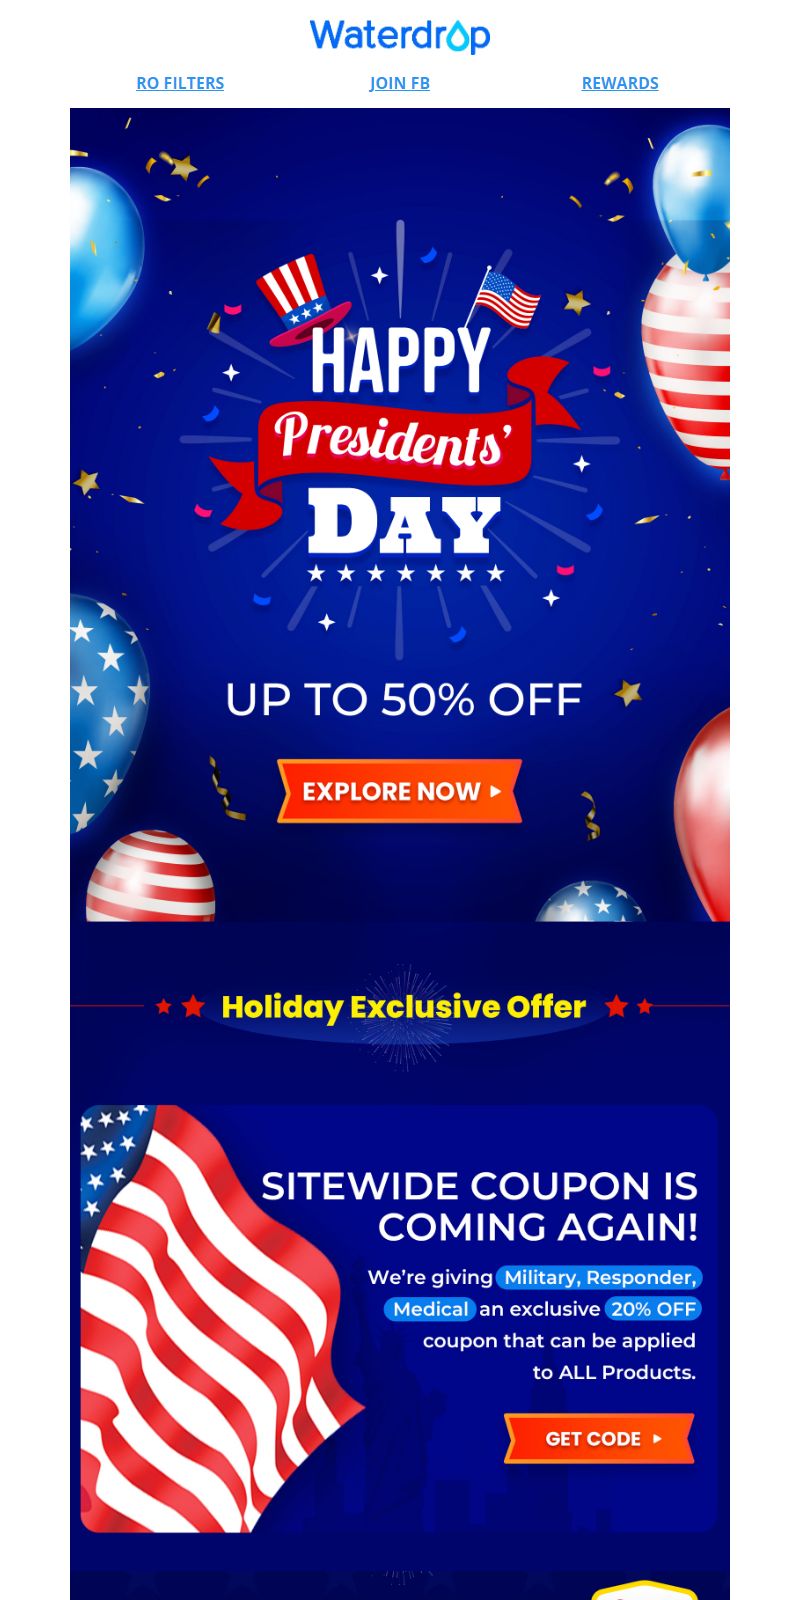 Waterdrop
RO FILTERS JOIN FB REWARDS
HAPPY
Presidents’
DAY
UP TO 50% OFF
EXPLORE NOW
Holiday Exclusive Offer
SITEWIDE COUPON IS
COMING AGAIN!
We’re giving Military, Responder,
Medical an exclusive 20% OFF
coupon that can be applied
to ALL Products.
GET CODE